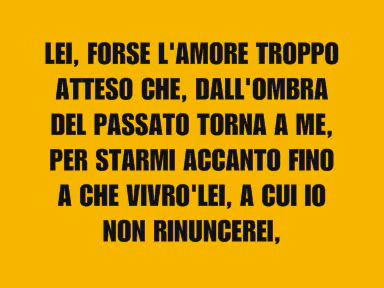 LEI, FORSE L'AMORE TROPPO
ATTESO CHE, DALL'OMBRA
DEL PASSATO TORNA A ME,
PER STARMI ACCANTO FINO
A CHE VIVRO'LEI, A CUI IO
NON RINUNCEREI,